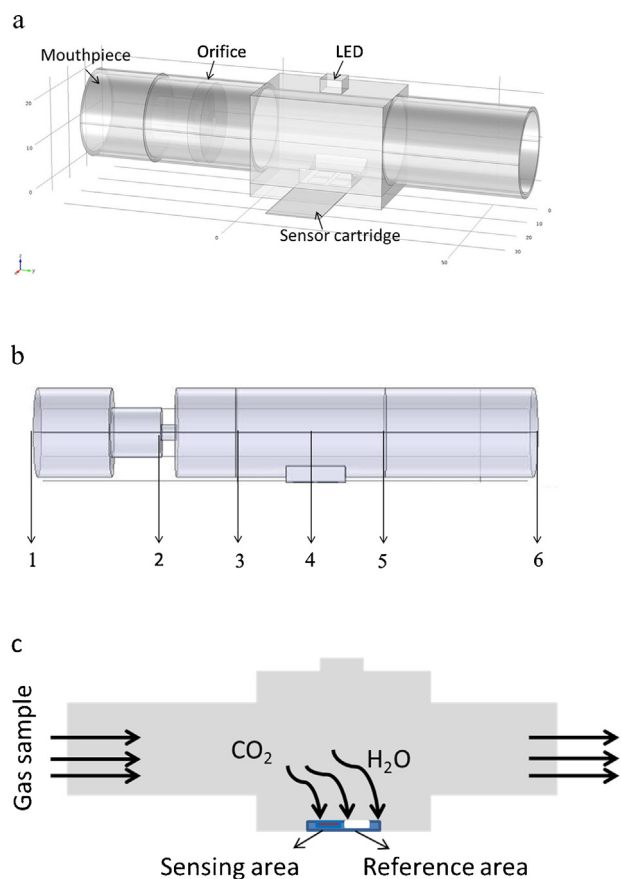 a
Mouthpiece
Orifice
LED
20
10
0
0
50
0
10
20
30
Sensor cartridge
z
y
b
1 2 3 4 5 6
c
Gas sample
CO₂
H₂O
Sensing area
Reference area